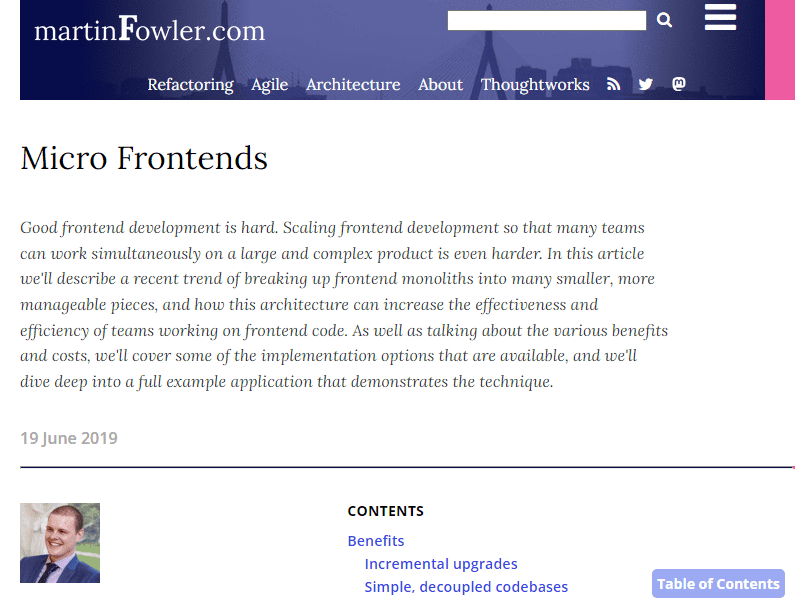 martinFowler.com
Refactoring Agile Architecture About Thoughtworks
Micro Frontends
Good frontend development is hard. Scaling frontend development so that many teams
can work simultaneously on a large and complex product is even harder. In this article
we'll describe a recent trend of breaking up frontend monoliths into many smaller, more
manageable pieces, and how this architecture can increase the effectiveness and
efficiency of teams working on frontend code. As well as talking about the various benefits
and costs, we'll cover some of the implementation options that are available, and we'll
dive deep into a full example application that demonstrates the technique.
19 June 2019
CONTENTS
Benefits
Incremental upgrades
Simple, decoupled codebases
Table of Contents